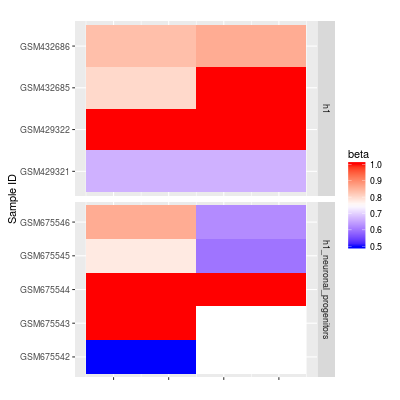 GSM432686
GSM432685
GSM429322
GSM429321
h1
GSM675546
GSM675545
GSM675544
GSM675543
GSM675542
h1_neuronal_progenitors
Sample ID
beta
1.0
0.9
0.8
0.7
0.6
0.5